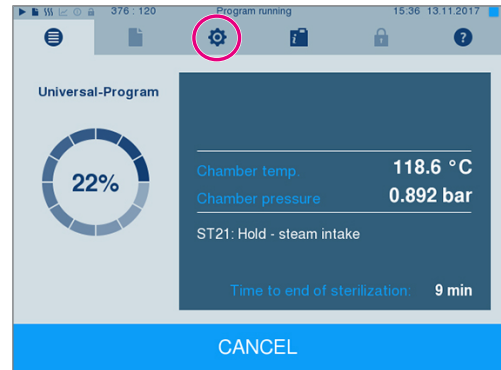 376 : 120 Program running 15:36 13.11.2017
i ?
Universal-Program
22%
Chamber temp. 118.6 °C
Chamber pressure 0.892 bar
ST21: Hold - steam intake
Time to end of sterilization: 9 min
CANCEL